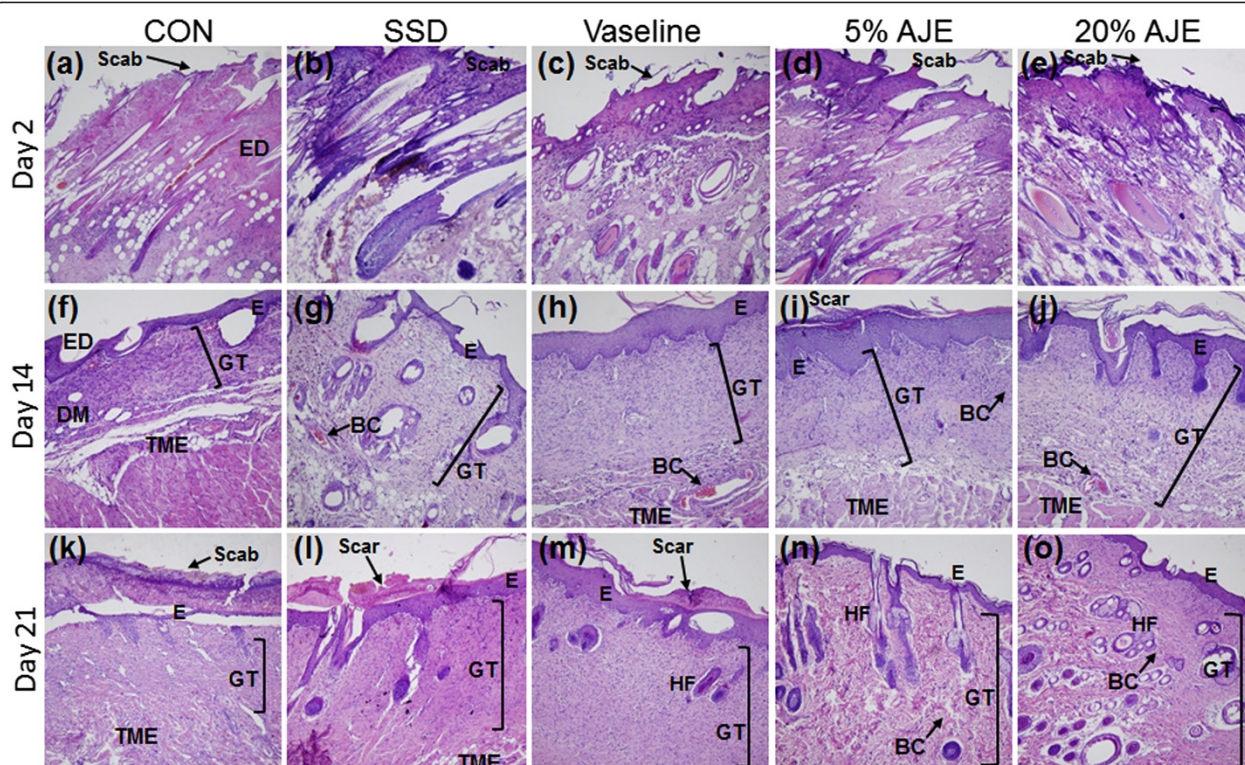 CON SSD Vaseline 5% AJE 20% AJE
Day 2
(a) Scab ED
(b) Scab
(c) Scab
(d) Scab
(e) Scab
Day 14
(f) E ED GT DM TME
(g) E BC GT
(h) E GT BC TME
(i) Scar E GT BC TME
(j) E GT BC TME
Day 21
(k) Scab E GT TME
(l) Scar E GT TME
(m) Scar E HF GT
(n) E HF GT BC
(o) E HF GT BC